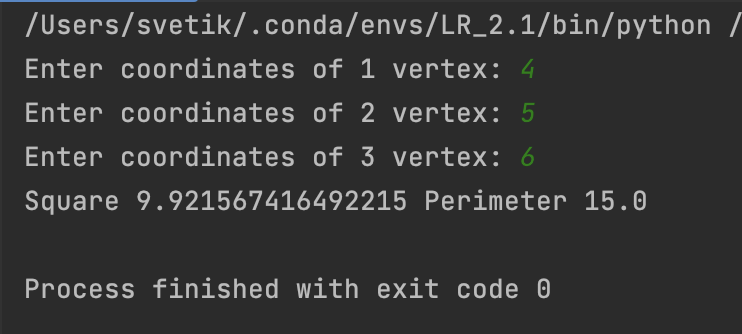 /Users/svetik/.conda/envs/LR_2.1/bin/python /
Enter coordinates of 1 vertex: 4
Enter coordinates of 2 vertex: 5
Enter coordinates of 3 vertex: 6
Square 9.921567416492215 Perimeter 15.0
Process finished with exit code 0